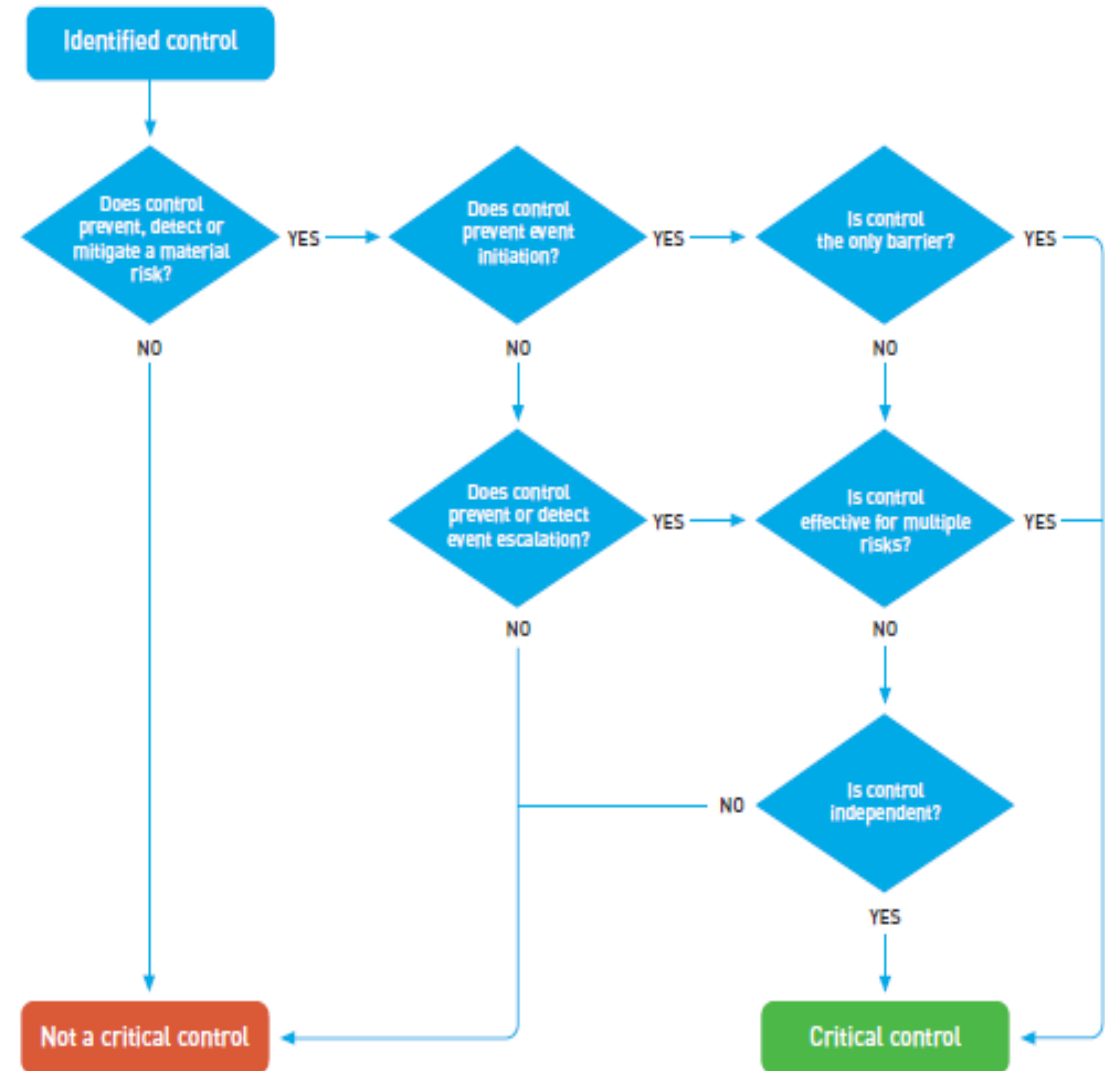 Identified control
Does control
prevent, detect or
mitigate a material
risk?
YES
Does control
prevent event
initiation?
YES
Is control
the only barrier?
YES
NO
NO
NO
Does control
prevent or detect
event escalation?
YES
Is control
effective for multiple
risks?
YES
NO
NO
NO
Is control
independent?
YES
Not a critical control
Critical control